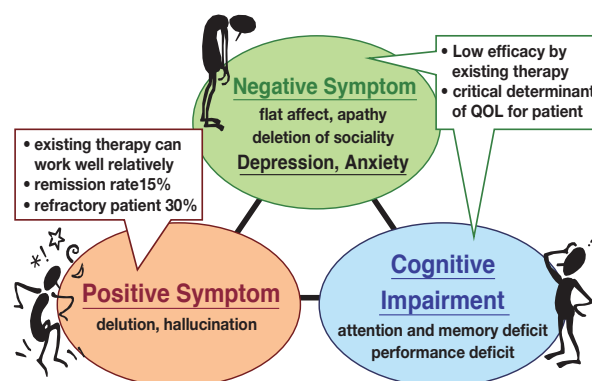 • Low efficacy by
existing therapy
• critical determinant
of QOL for patient
Negative Symptom
flat affect, apathy
deletion of sociality
Depression, Anxiety
• existing therapy can
work well relatively
• remission rate15%
• refractory patient 30%
*!
Positive Symptom
delution, hallucination
Cognitive
Impairment
attention and memory deficit
performance deficit
?